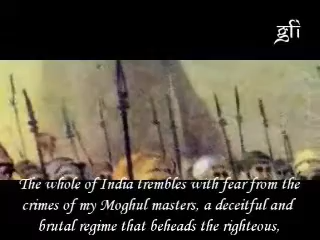 gfi
The whole of India trembles with fear from the
crimes of my Moghul masters, a deceitful and
brutal regime that beheads the righteous,